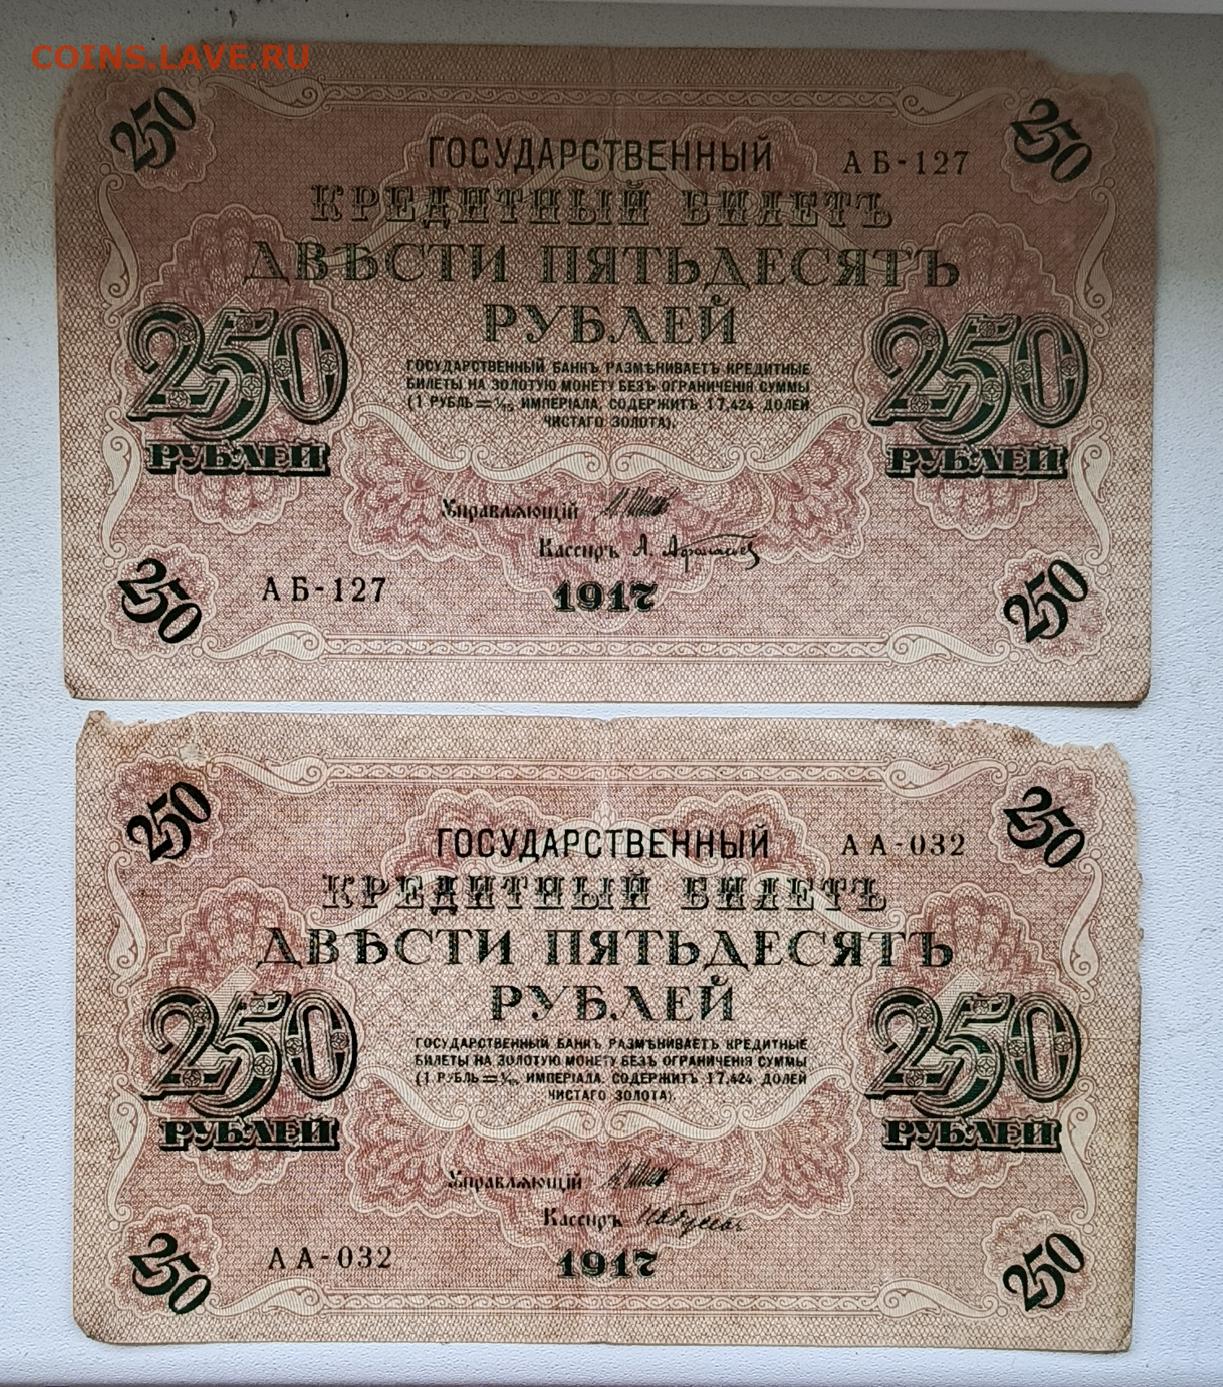 COINS.LAVE.RU
250 250
ГОСУДАРСТВЕННЫЙ АБ-127
КРЕДИТНЫЙ БИЛЕТЪ
ДВѢСТИ ПЯТЬДЕСЯТЪ
РУБЛЕЙ
250 250
РУБЛЕЙ РУБЛЕЙ
ГОСУДАРСТВЕННЫЙ БАНКЪ РАЗМѢНИВАЕТЪ КРЕДИТНЫЕ
БИЛЕТЫ НА ЗОЛОТУЮ МОНЕТУ БЕЗЪ ОГРАНИЧЕНІЯ СУММЫ
(1 РУБЛЬ = 1/15 ИМПЕРІАЛА, СОДЕРЖИТЪ 17,424 ДОЛЕЙ
ЧИСТАГО ЗОЛОТА).
Управляющій
Кассиръ А. Афанасьев
АБ-127 1917
250 250
250 250
ГОСУДАРСТВЕННЫЙ АА-032
КРЕДИТНЫЙ БИЛЕТЪ
ДВѢСТИ ПЯТЬДЕСЯТЪ
РУБЛЕЙ
250 250
РУБЛЕЙ РУБЛЕЙ
ГОСУДАРСТВЕННЫЙ БАНКЪ РАЗМѢНИВАЕТЪ КРЕДИТНЫЕ
БИЛЕТЫ НА ЗОЛОТУЮ МОНЕТУ БЕЗЪ ОГРАНИЧЕНІЯ СУММЫ
(1 РУБЛЬ = 1/15 ИМПЕРІАЛА, СОДЕРЖИТЪ 17,424 ДОЛЕЙ
ЧИСТАГО ЗОЛОТА).
Управляющій
Кассиръ
АА-032 1917
250 250